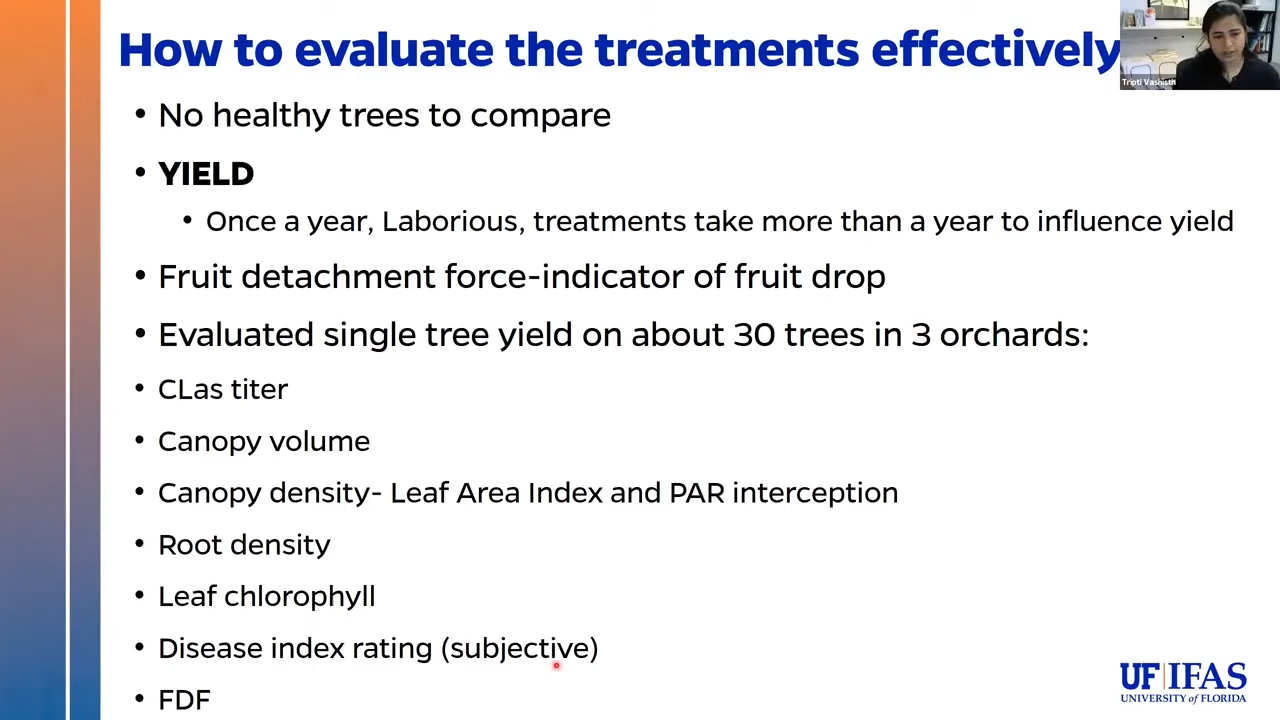 How to evaluate the treatments effectively
Tripti Vashisth
• No healthy trees to compare
• YIELD
• Once a year, Laborious, treatments take more than a year to influence yield
• Fruit detachment force-indicator of fruit drop
• Evaluated single tree yield on about 30 trees in 3 orchards:
• CLas titer
• Canopy volume
• Canopy density- Leaf Area Index and PAR interception
• Root density
• Leaf chlorophyll
• Disease index rating (subjective)
• FDF
UF|IFAS
UNIVERSITY of FLORIDA